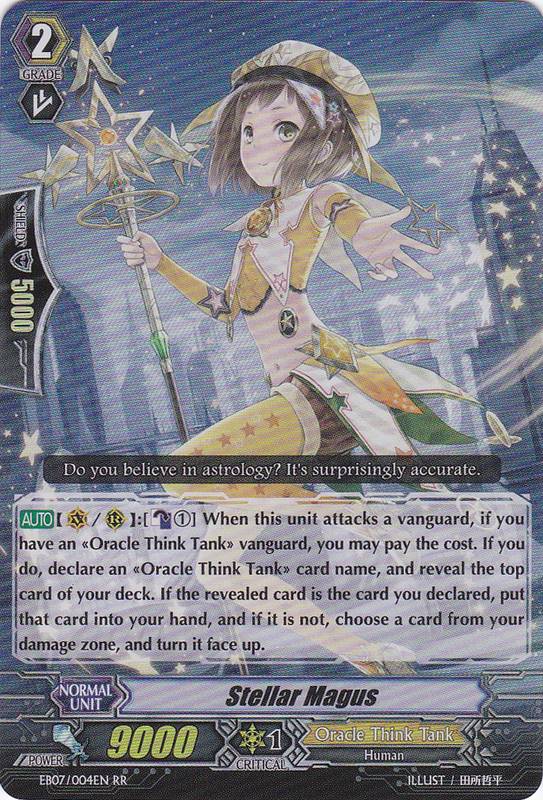 2
GRADE
SHIELD
5000
Do you believe in astrology? It's surprisingly accurate.
AUTO【V/R】:[①] When this unit attacks a vanguard, if you
have an «Oracle Think Tank» vanguard, you may pay the cost. If you
do, declare an «Oracle Think Tank» card name, and reveal the top
card of your deck. If the revealed card is the card you declared, put
that card into your hand, and if it is not, choose a card from your
damage zone, and turn it face up.
NORMAL
UNIT
Stellar Magus
POWER
9000
1
CRITICAL
Oracle Think Tank
Human
EB07/004EN RR
ILLUST / 田所哲平